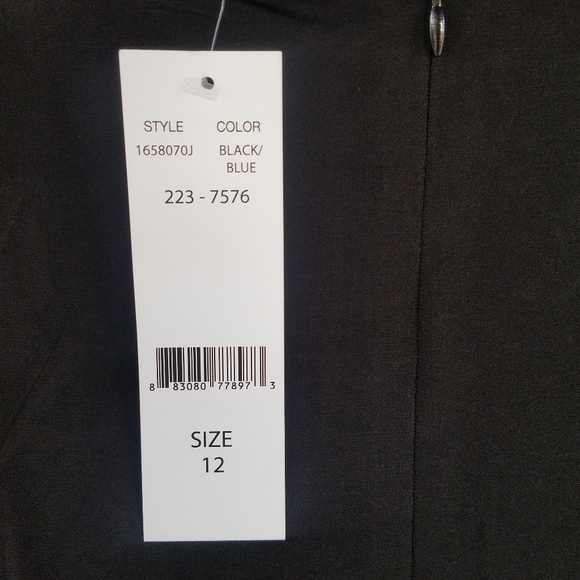 STYLE COLOR
1658070J BLACK/
BLUE
223 - 7576
8 83080 77897 3
SIZE
12